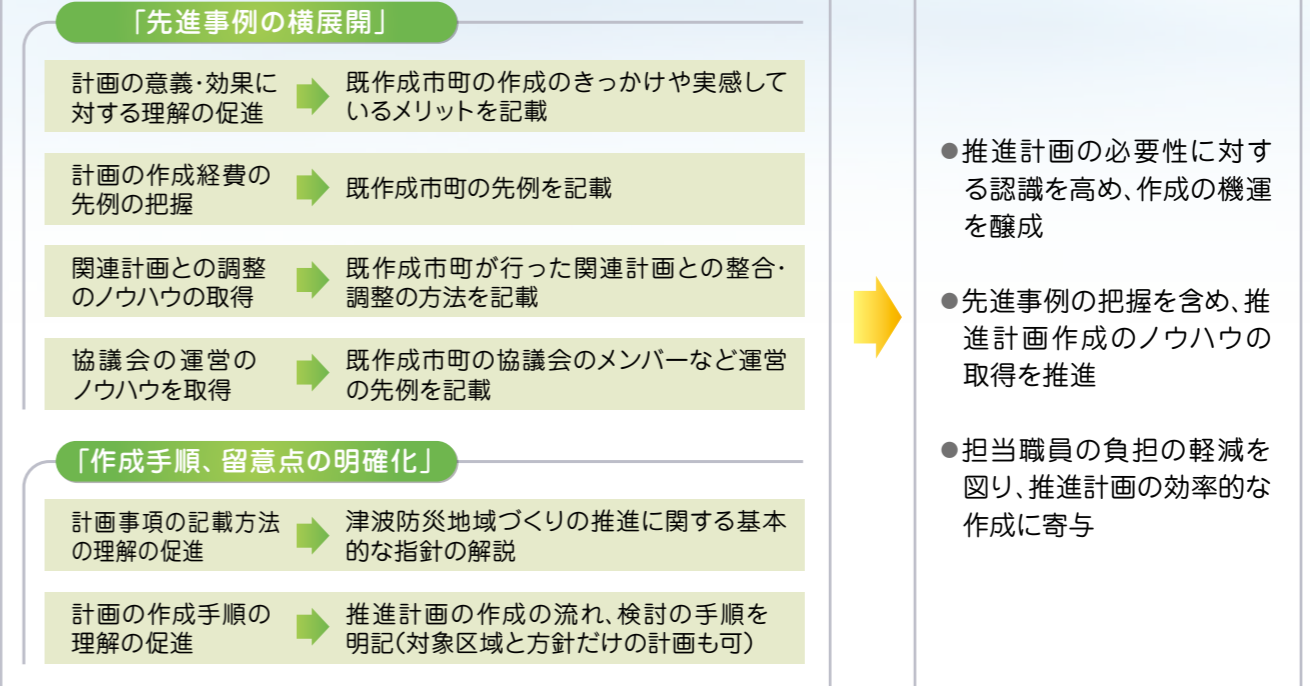 「先進事例の横展開」
計画の意義・効果に
対する理解の促進
既作成市町の作成のきっかけや実感して
いるメリットを記載
計画の作成経費の
先例の把握
既作成市町の先例を記載
関連計画との調整
のノウハウの取得
既作成市町が行った関連計画との整合・
調整の方法を記載
協議会の運営の
ノウハウを取得
既作成市町の協議会のメンバーなど運営
の先例を記載
「作成手順、留意点の明確化」
計画事項の記載方法
の理解の促進
津波防災地域づくりの推進に関する基本
的な指針の解説
計画の作成手順の
理解の促進
推進計画の作成の流れ、検討の手順を
明記(対象区域と方針だけの計画も可)
●推進計画の必要性に対す
る認識を高め、作成の機運
を醸成
●先進事例の把握を含め、推
進計画作成のノウハウの
取得を推進
●担当職員の負担の軽減を
図り、推進計画の効率的な
作成に寄与